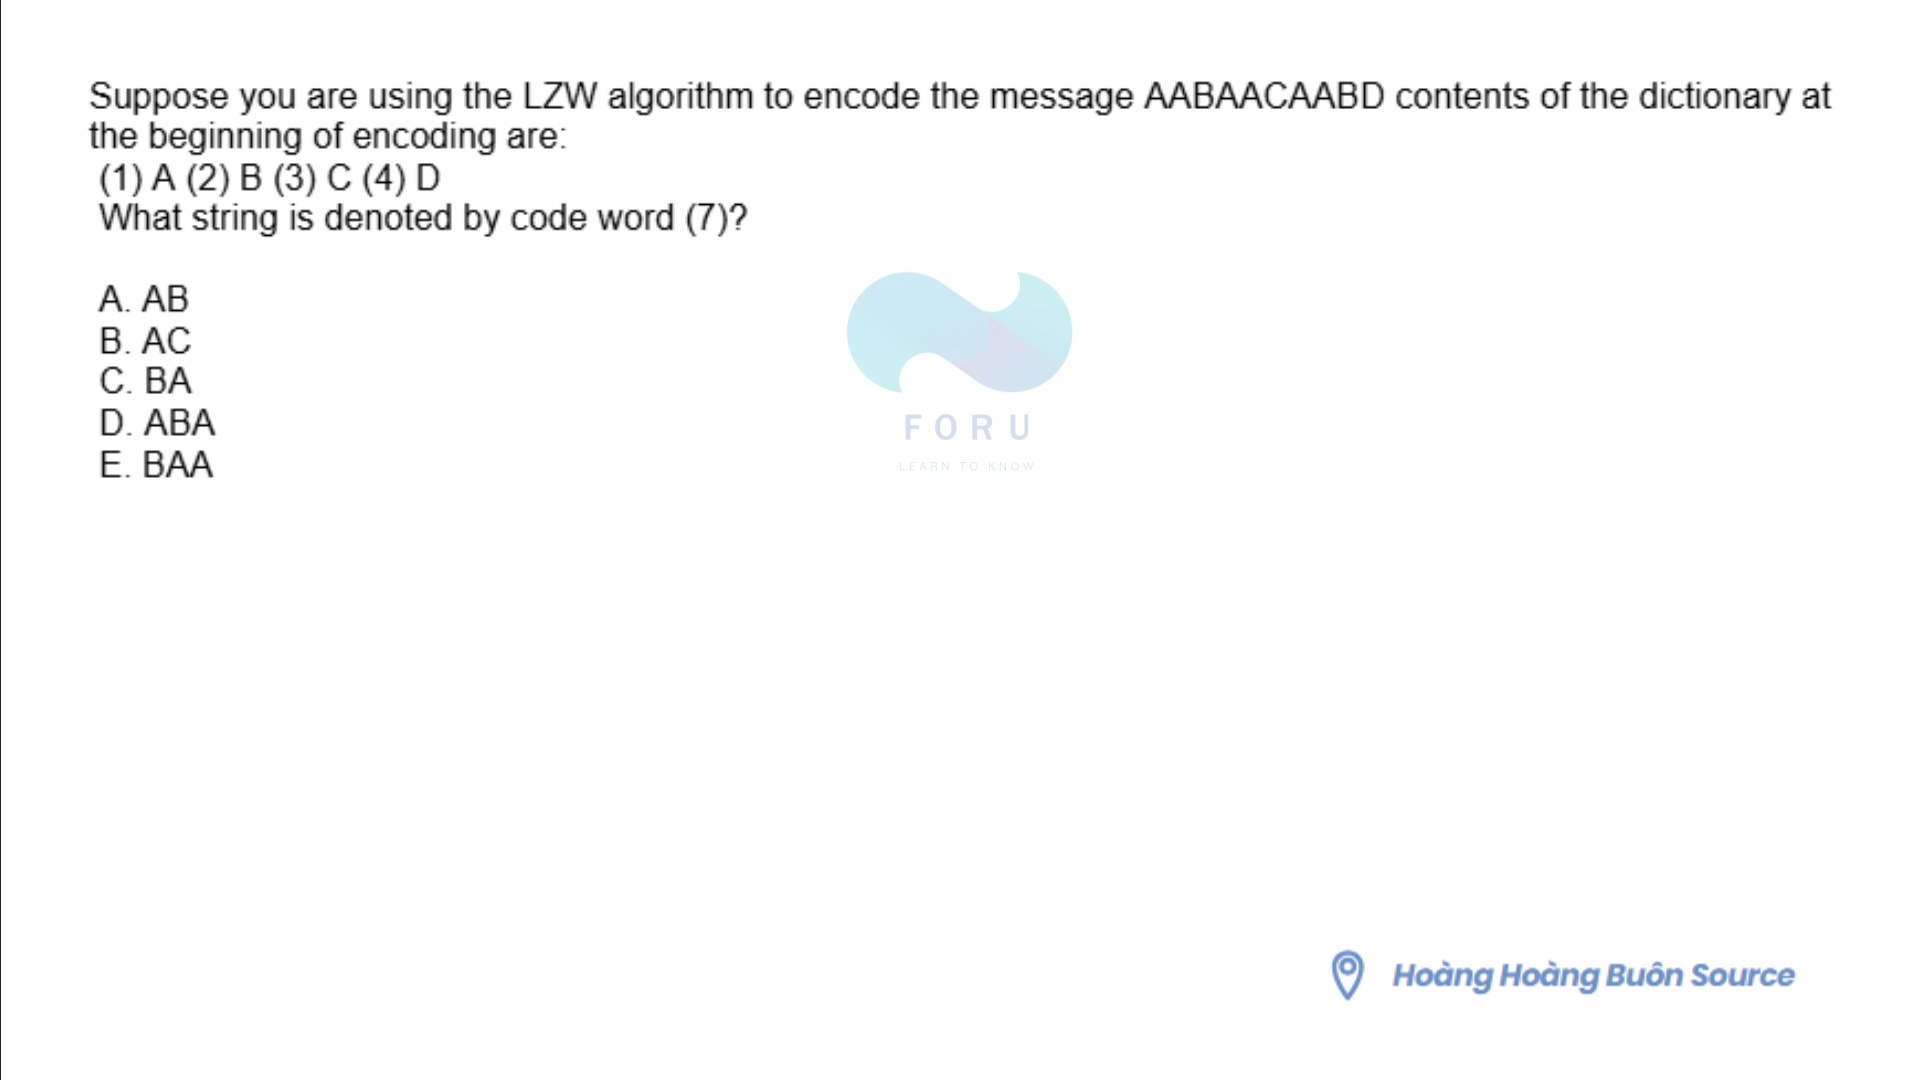 Suppose you are using the LZW algorithm to encode the message AABAACAABD contents of the dictionary at
the beginning of encoding are:
(1) A (2) B (3) C (4) D
What string is denoted by code word (7)?
A. AB
B. AC
C. BA
D. ABA
E. BAA
FORU
LEARN TO KNOW
Hoàng Hoàng Buôn Source